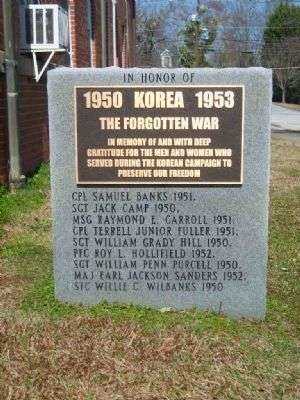 IN HONOR OF
1950 KOREA 1953
THE FORGOTTEN WAR
IN MEMORY OF AND WITH DEEP
GRATITUDE FOR THE MEN AND WOMEN WHO
SERVED DURING THE KOREAN CAMPAIGN TO
PRESERVE OUR FREEDOM
CPL SAMUEL BANKS 1951.
SGT JACK CAMP 1950.
MSG RAYMOND E. CARROLL 1951.
CPL TERRELL JUNIOR FULLER 1951.
SGT WILLIAM GRADY HILL 1950.
PFC ROY L. HOLLIFIELD 1952.
SGT WILLIAM PENN PURCELL 1950.
MAJ EARL JACKSON SANDERS 1952.
SFC WILLIE C. WILBANKS 1950